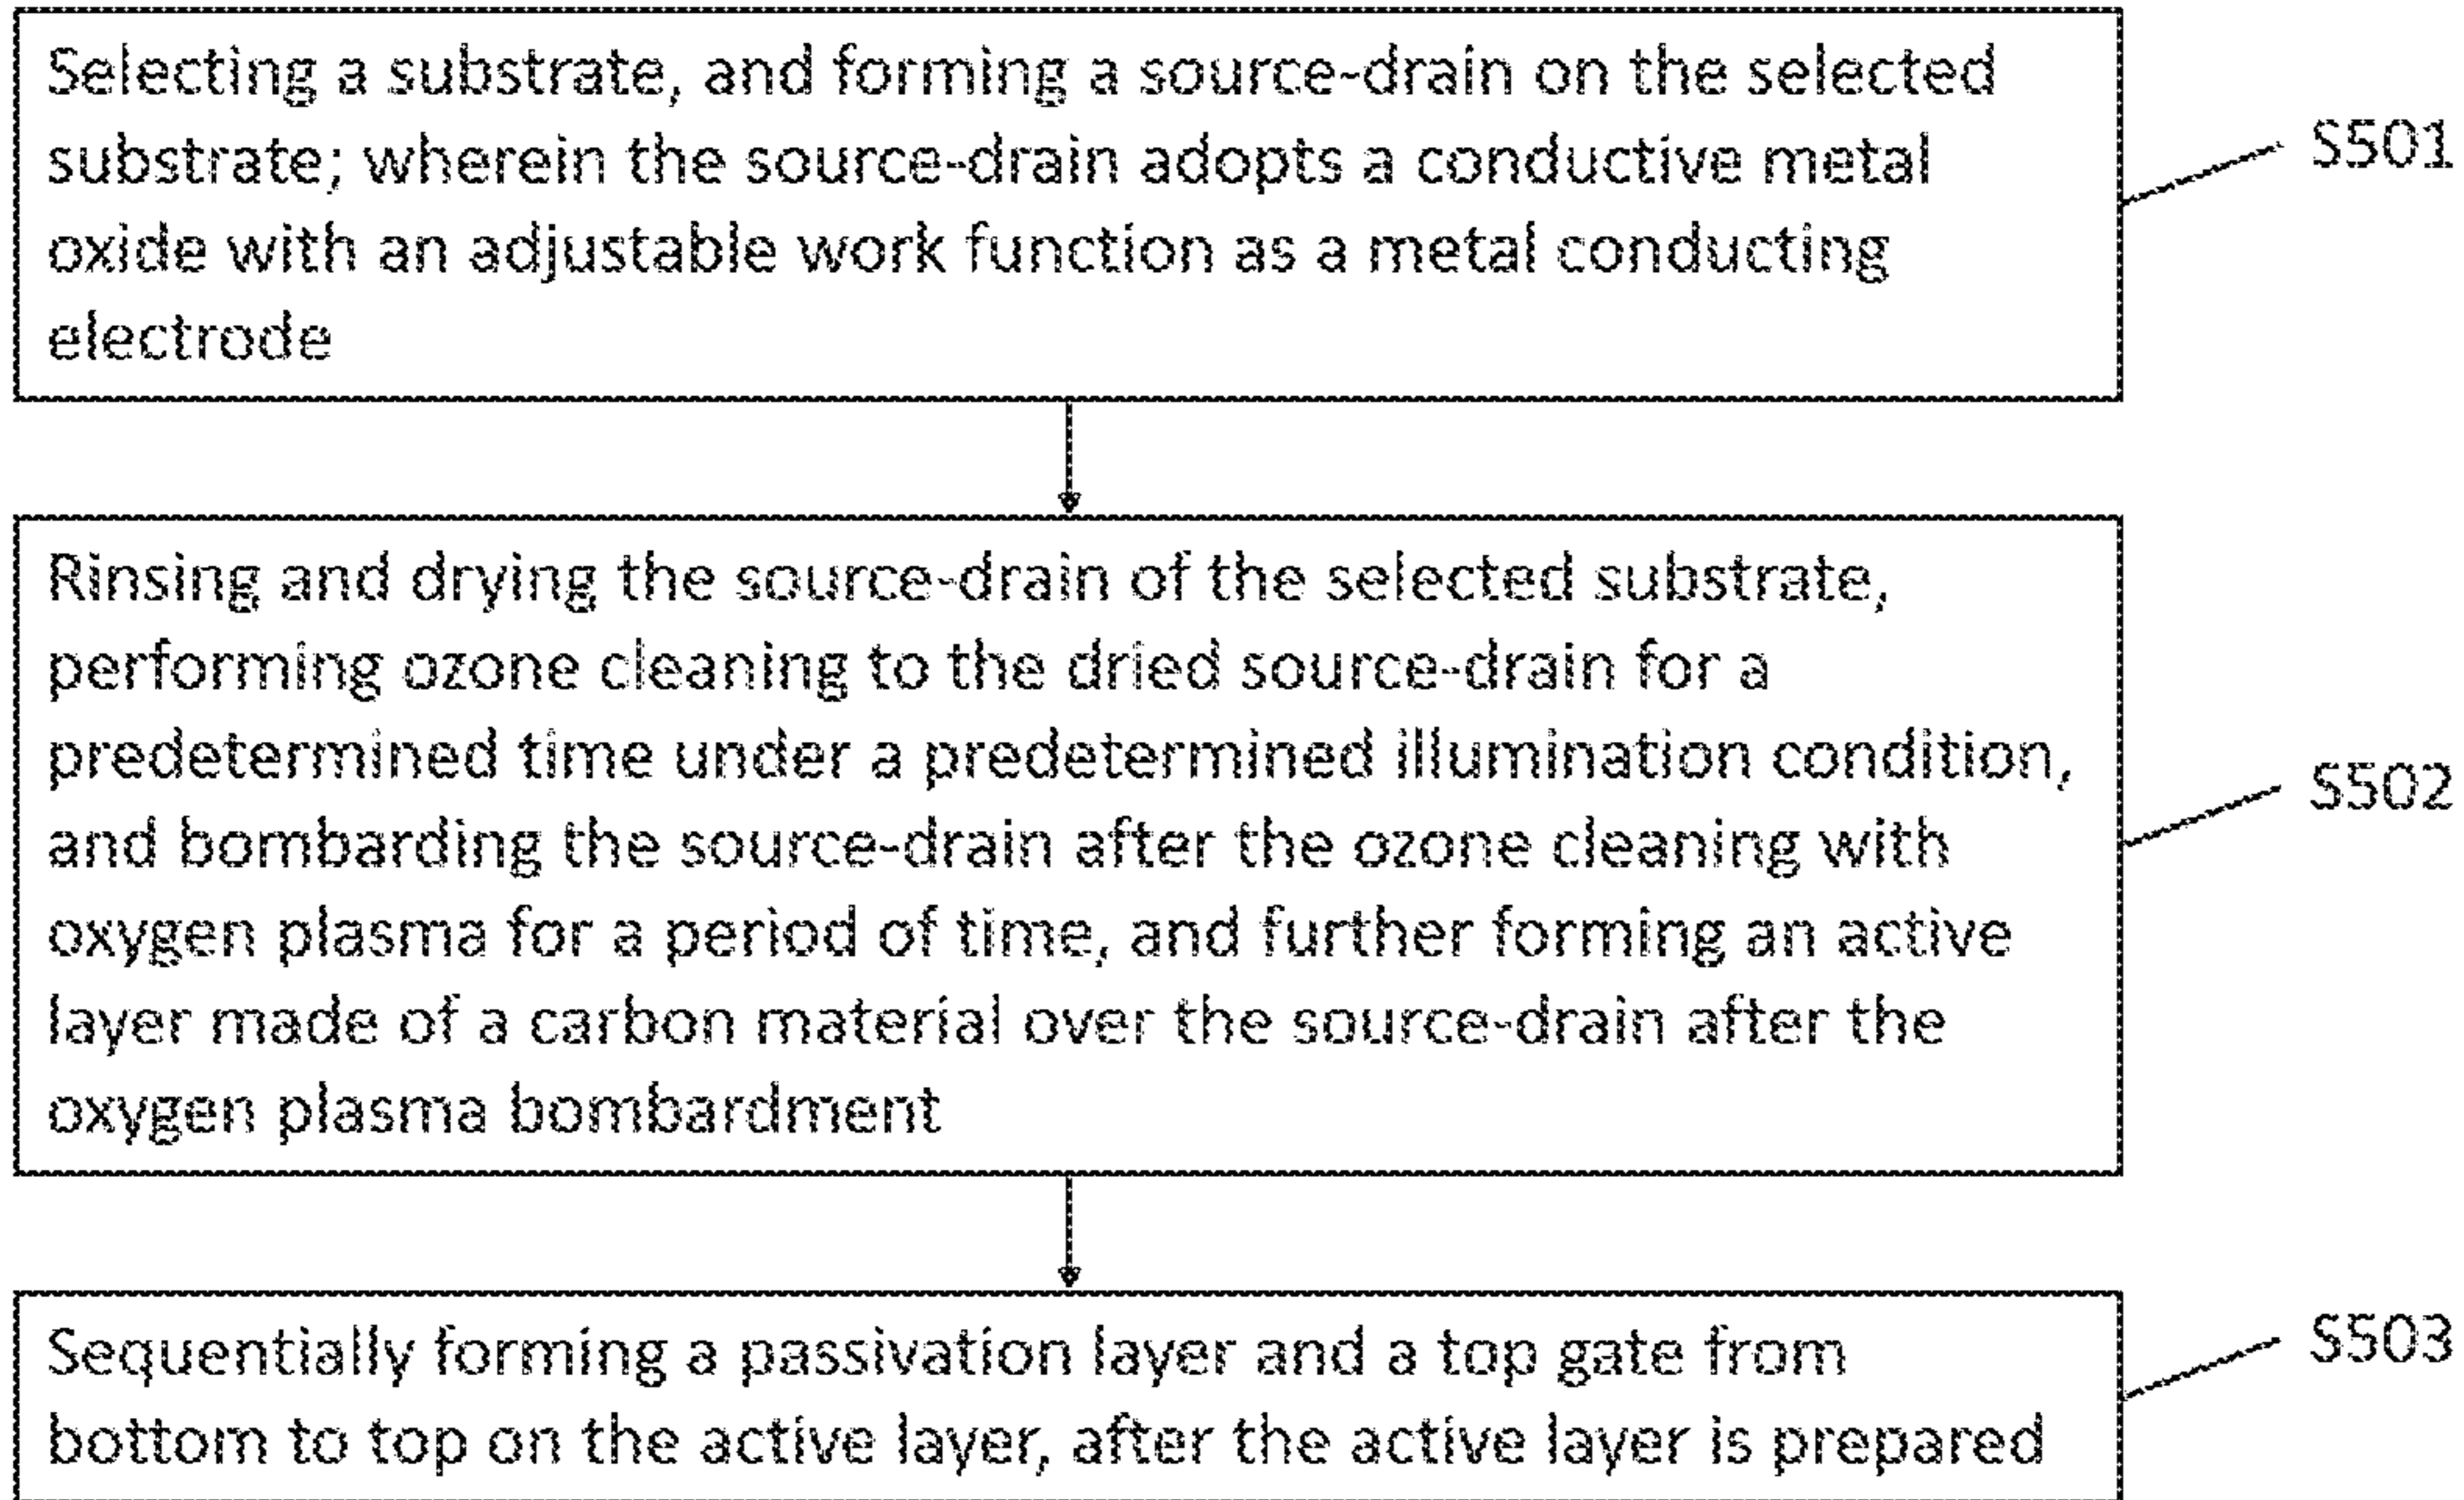 Selecting a substrate, and forming a source-drain on the selected
substrate; wherein the source-drain adopts a conductive metal
oxide with an adjustable work function as a metal conducting
electrode
S501
Rinsing and drying the source-drain of the selected substrate,
performing ozone cleaning to the dried source-drain for a
predetermined time under a predetermined illumination condition,
and bombarding the source-drain after the ozone cleaning with
oxygen plasma for a period of time, and further forming an active
layer made of a carbon material over the source-drain after the
oxygen plasma bombardment
S502
Sequentially forming a passivation layer and a top gate from
bottom to top on the active layer, after the active layer is prepared
S503